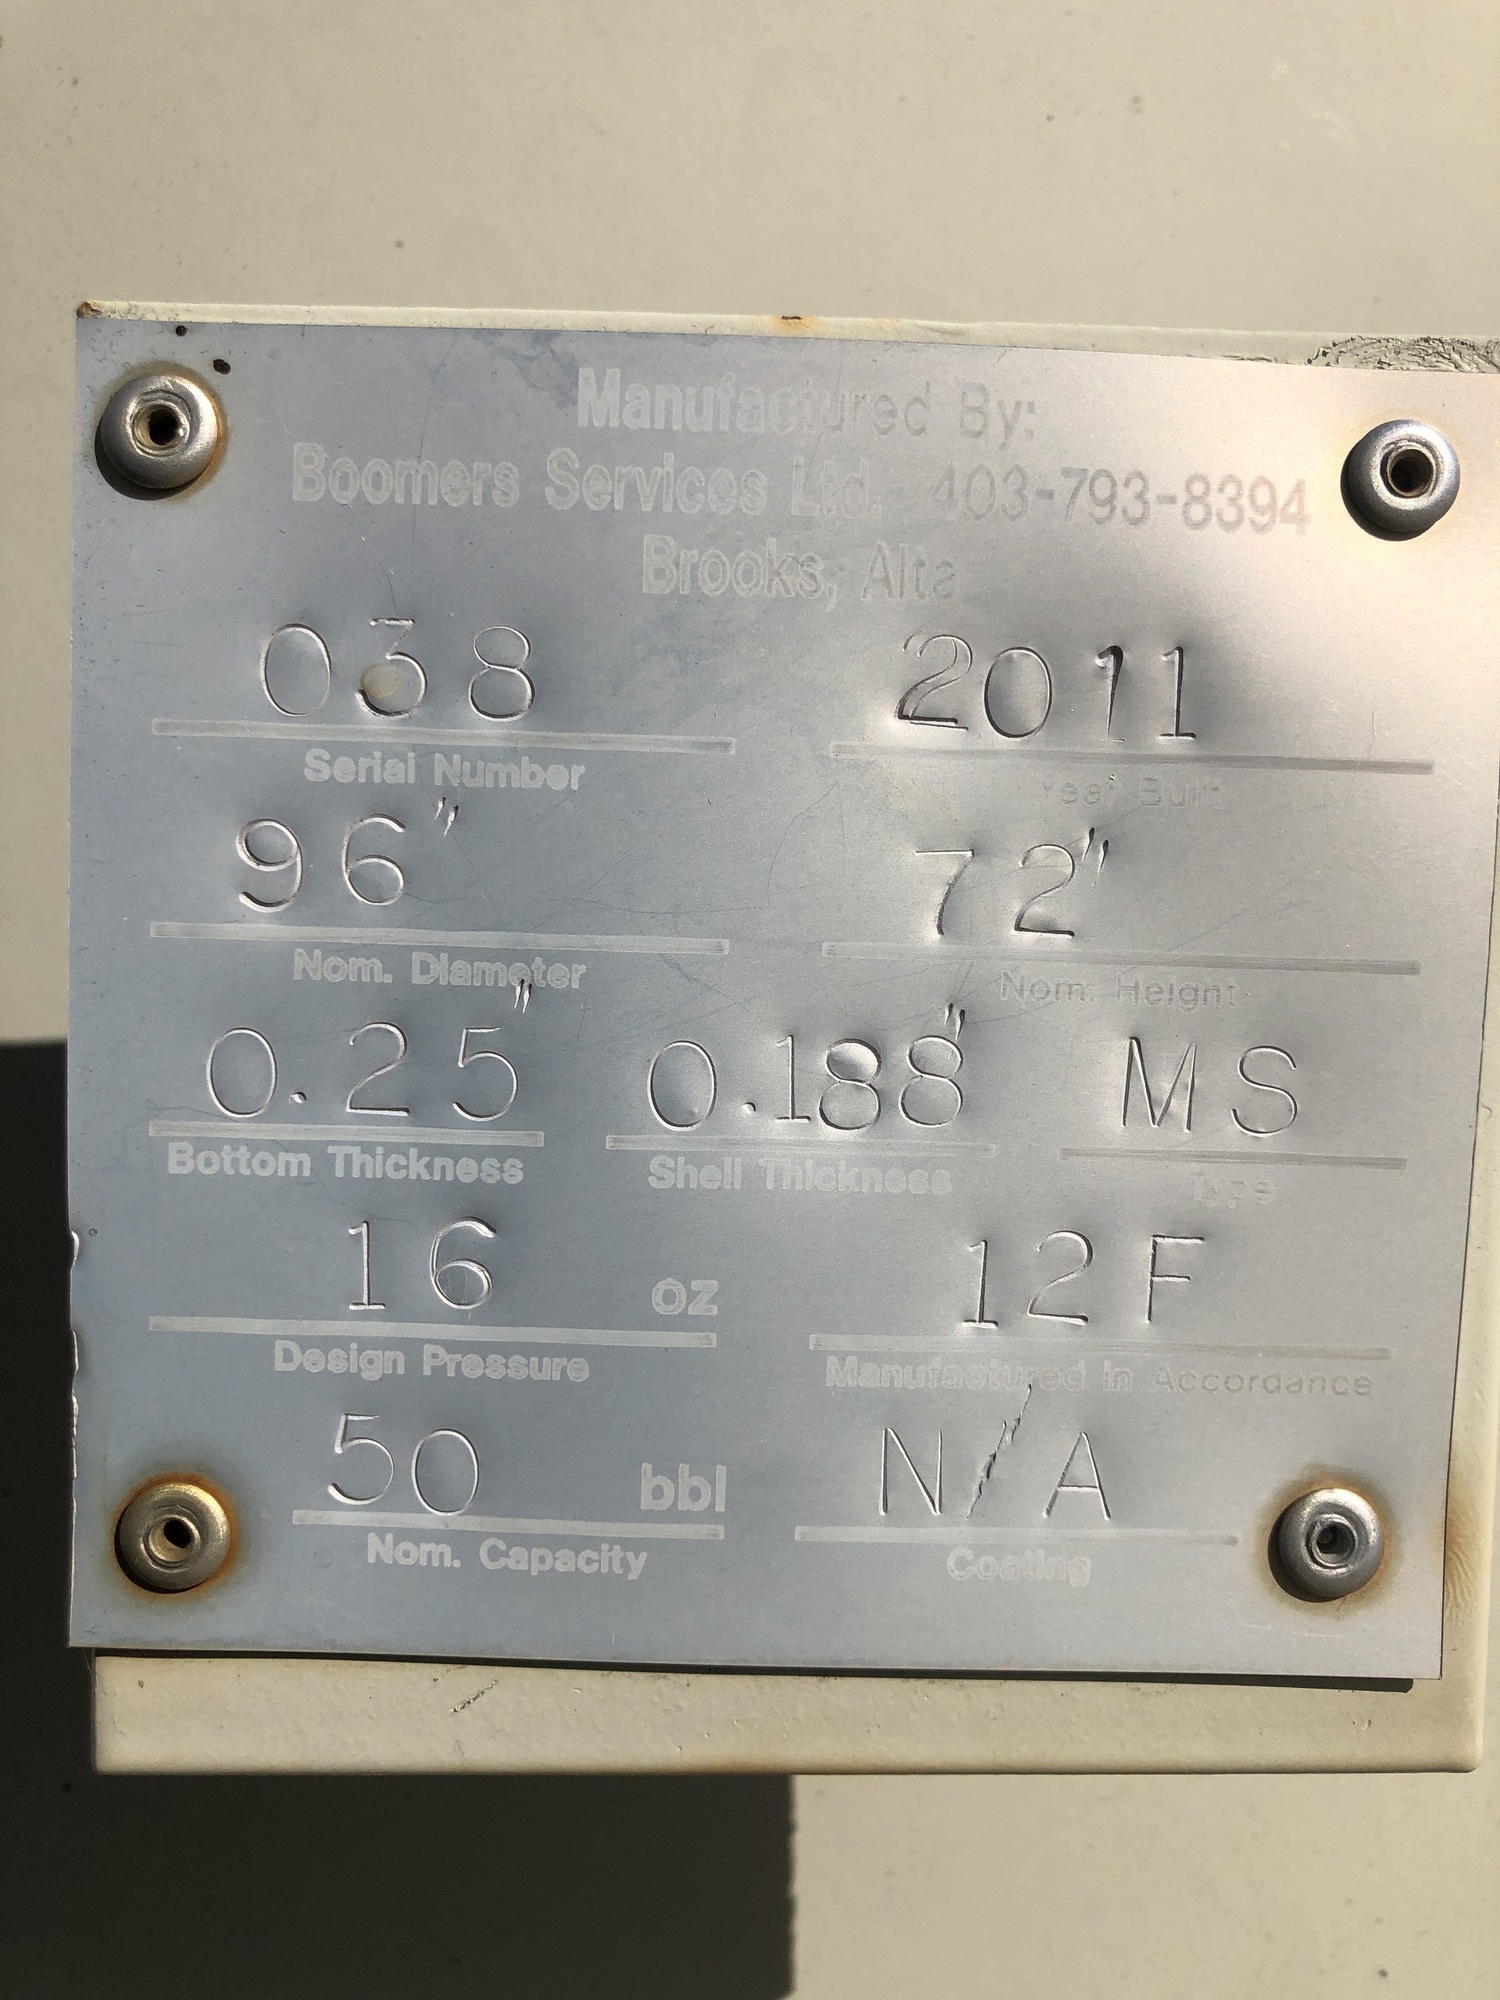 Manufactured By:
Boomers Services Ltd. 403-793-8394
Brooks, Alta
038 2011
Serial Number Year Built
96" 72"
Nom. Diameter Nom. Height
0.25" 0.188" MS
Bottom Thickness Shell Thickness Type
16 oz 12F
Design Pressure Manufactured In Accordance
50 bbl N/A
Nom. Capacity Coating